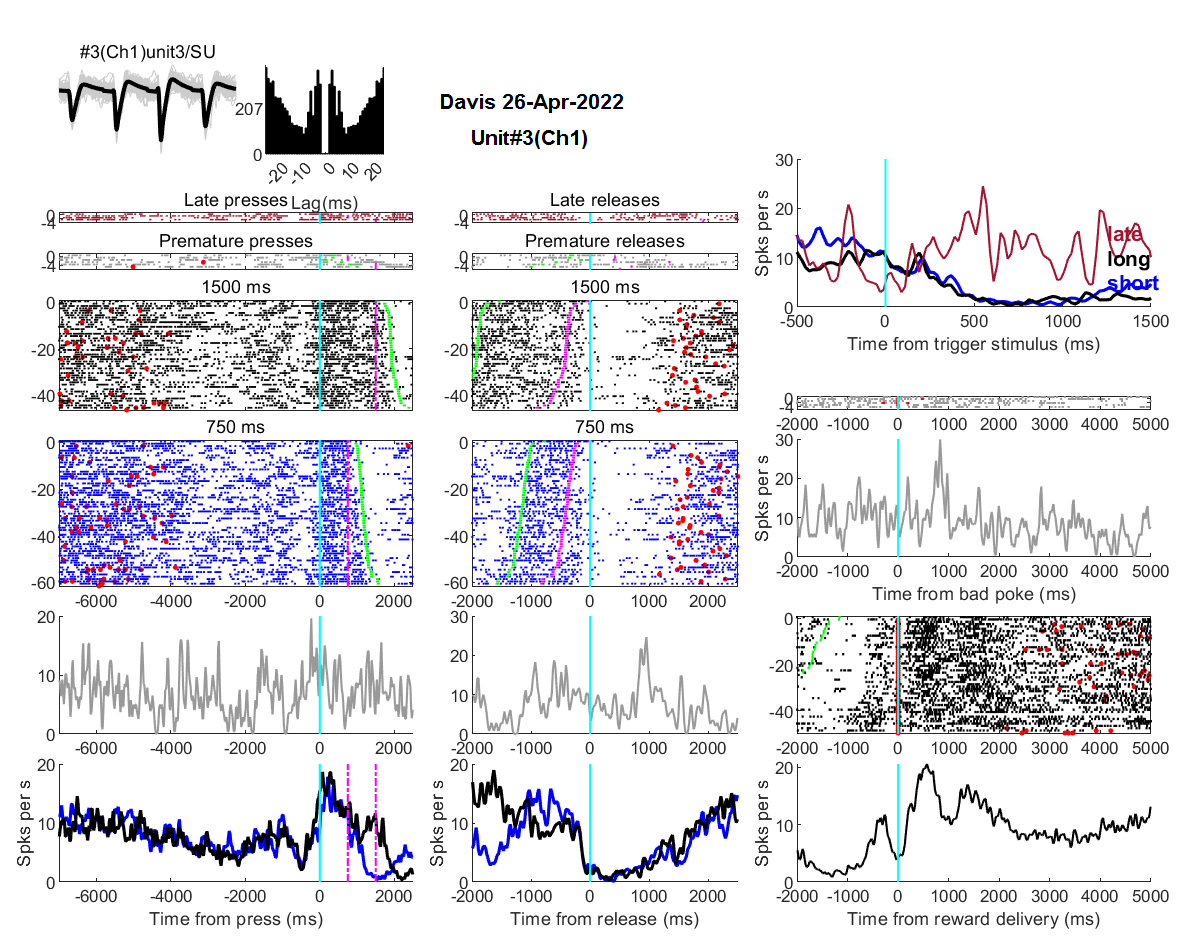 #3(Ch1)unit3/SU
207
0
-20 -10 0 10 20
Lag(ms)
Davis 26-Apr-2022
Unit#3(Ch1)
Late presses
0
-4
Premature presses
0
-4
1500 ms
0
-20
-40
750 ms
0
-20
-40
-60
-6000 -4000 -2000 0 2000
20
10
0
-6000 -4000 -2000 0 2000
Spks per s
20
10
0
-6000 -4000 -2000 0 2000
Time from press (ms)
Late releases
0
-4
Premature releases
0
-4
1500 ms
0
-20
-40
750 ms
0
-20
-40
-60
-2000 -1000 0 1000 2000
30
20
10
0
-2000 -1000 0 1000 2000
Spks per s
20
10
0
-2000 -1000 0 1000 2000
Time from release (ms)
Spks per s
30
20
10
0
late
long
short
-500 0 500 1000 1500
Time from trigger stimulus (ms)
0
-4
-2000 -1000 0 1000 2000 3000 4000 5000
Spks per s
30
20
10
0
-2000 -1000 0 1000 2000 3000 4000 5000
Time from bad poke (ms)
0
-20
-40
-2000 -1000 0 1000 2000 3000 4000 5000
Spks per s
20
10
0
-2000 -1000 0 1000 2000 3000 4000 5000
Time from reward delivery (ms)